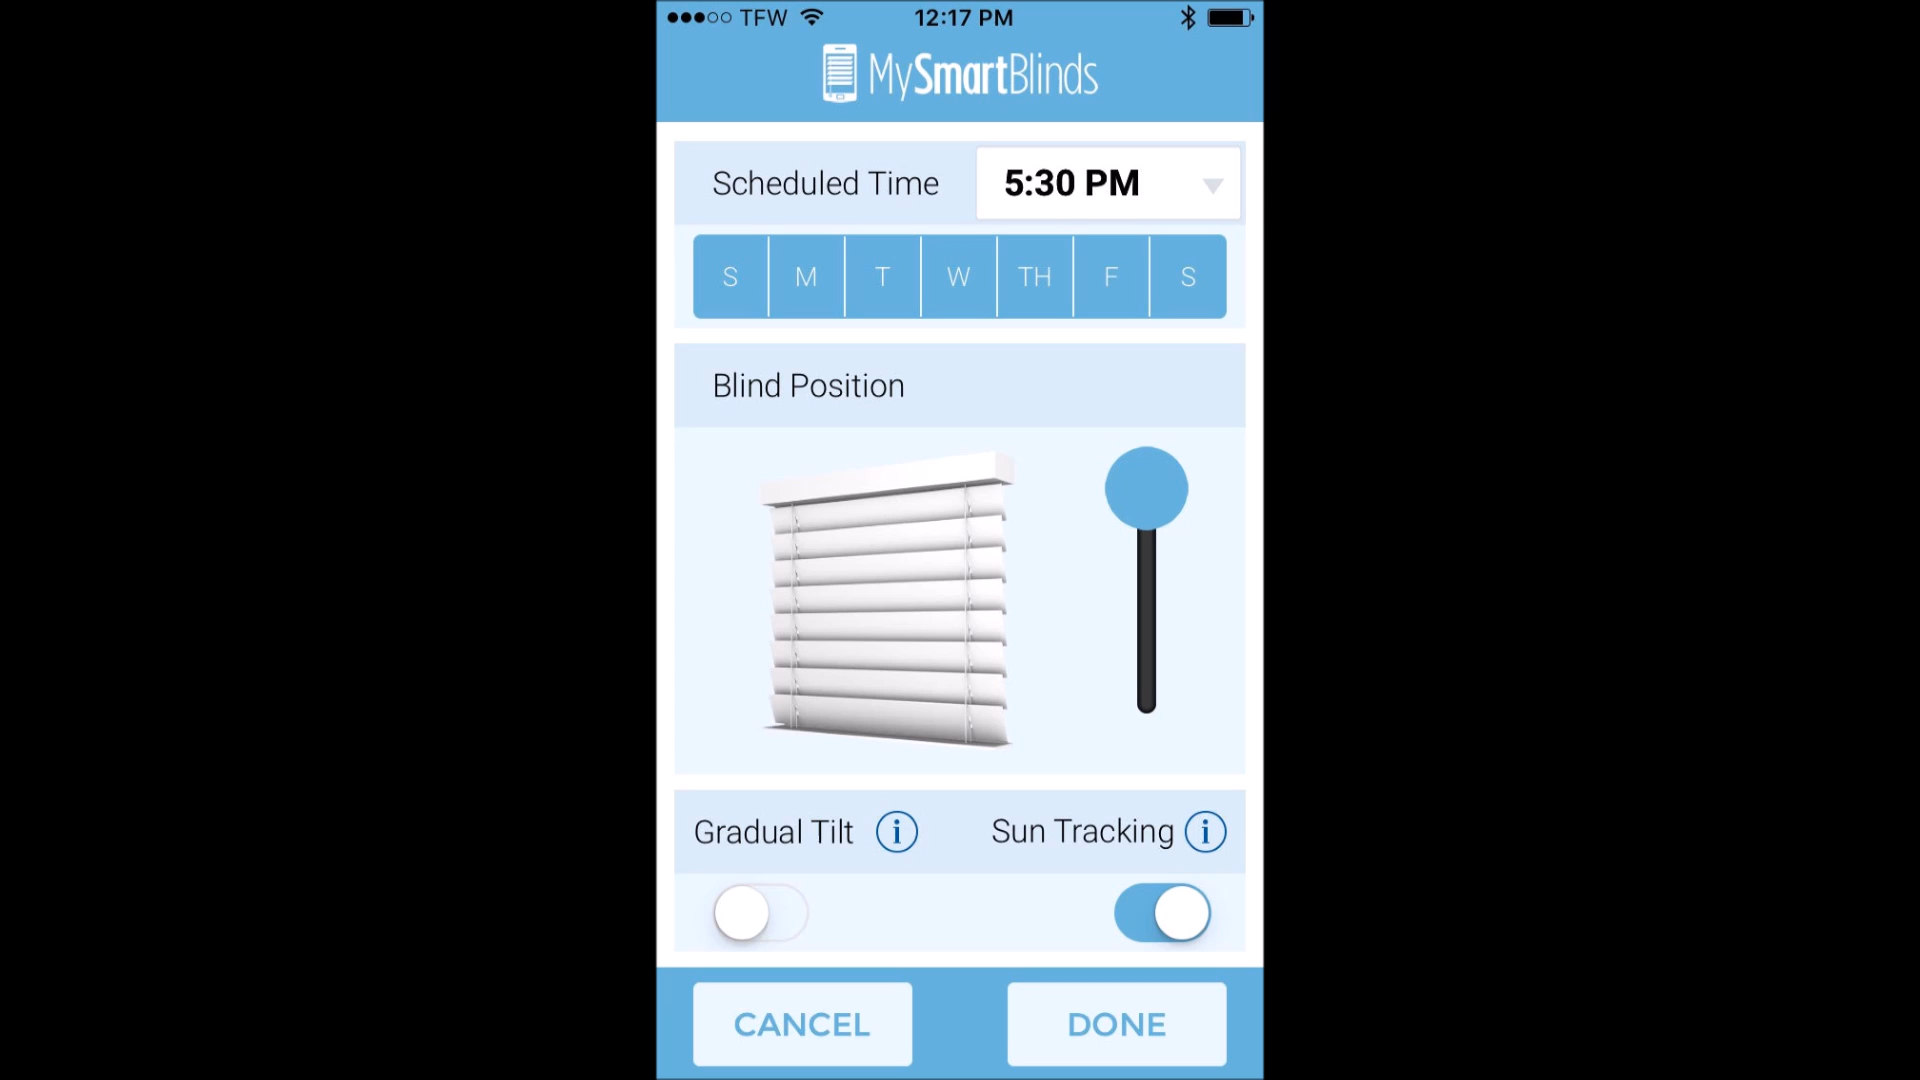 TFW 12:17 PM
MySmartBlinds
Scheduled Time 5:30 PM
S M T W TH F S
Blind Position
Gradual Tilt i Sun Tracking i
CANCEL DONE